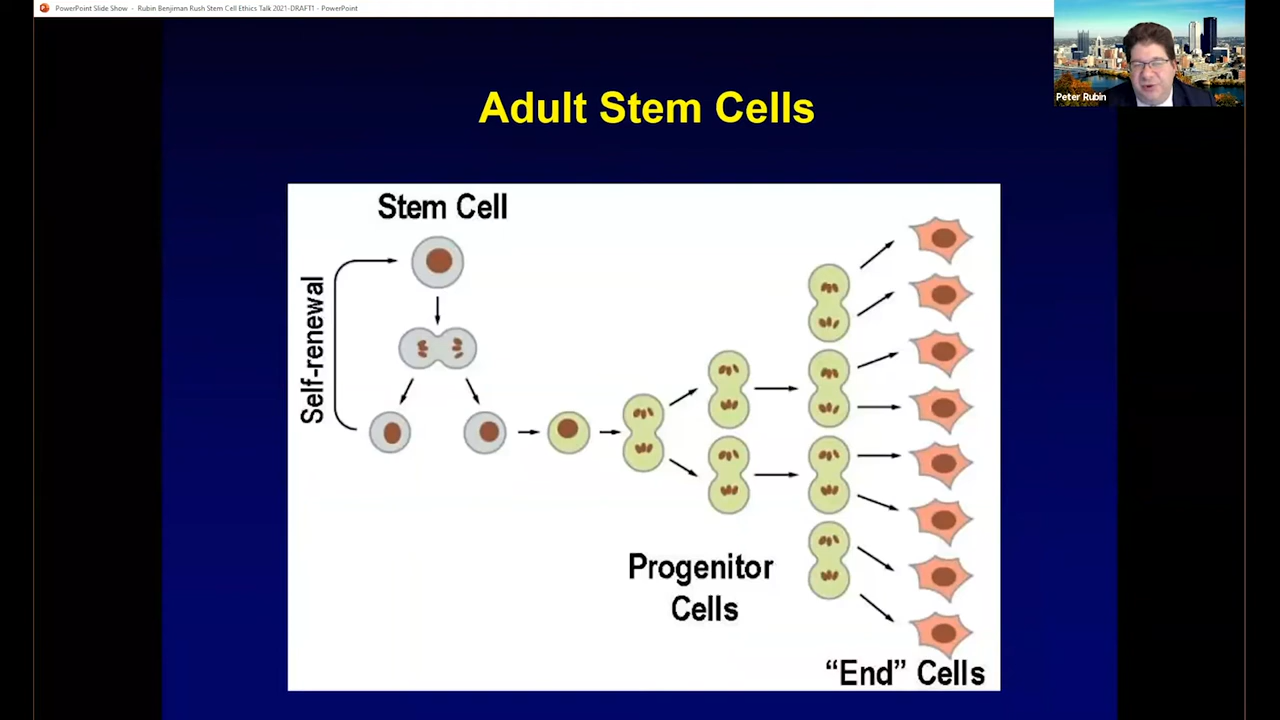 PowerPoint Slide Show - Rubin Benjiman Rush Stem Cell Ethics Talk 2021-DRAFT1 - PowerPoint
Peter Rubin
Adult Stem Cells
Stem Cell
Self-renewal
Progenitor
Cells
“End” Cells